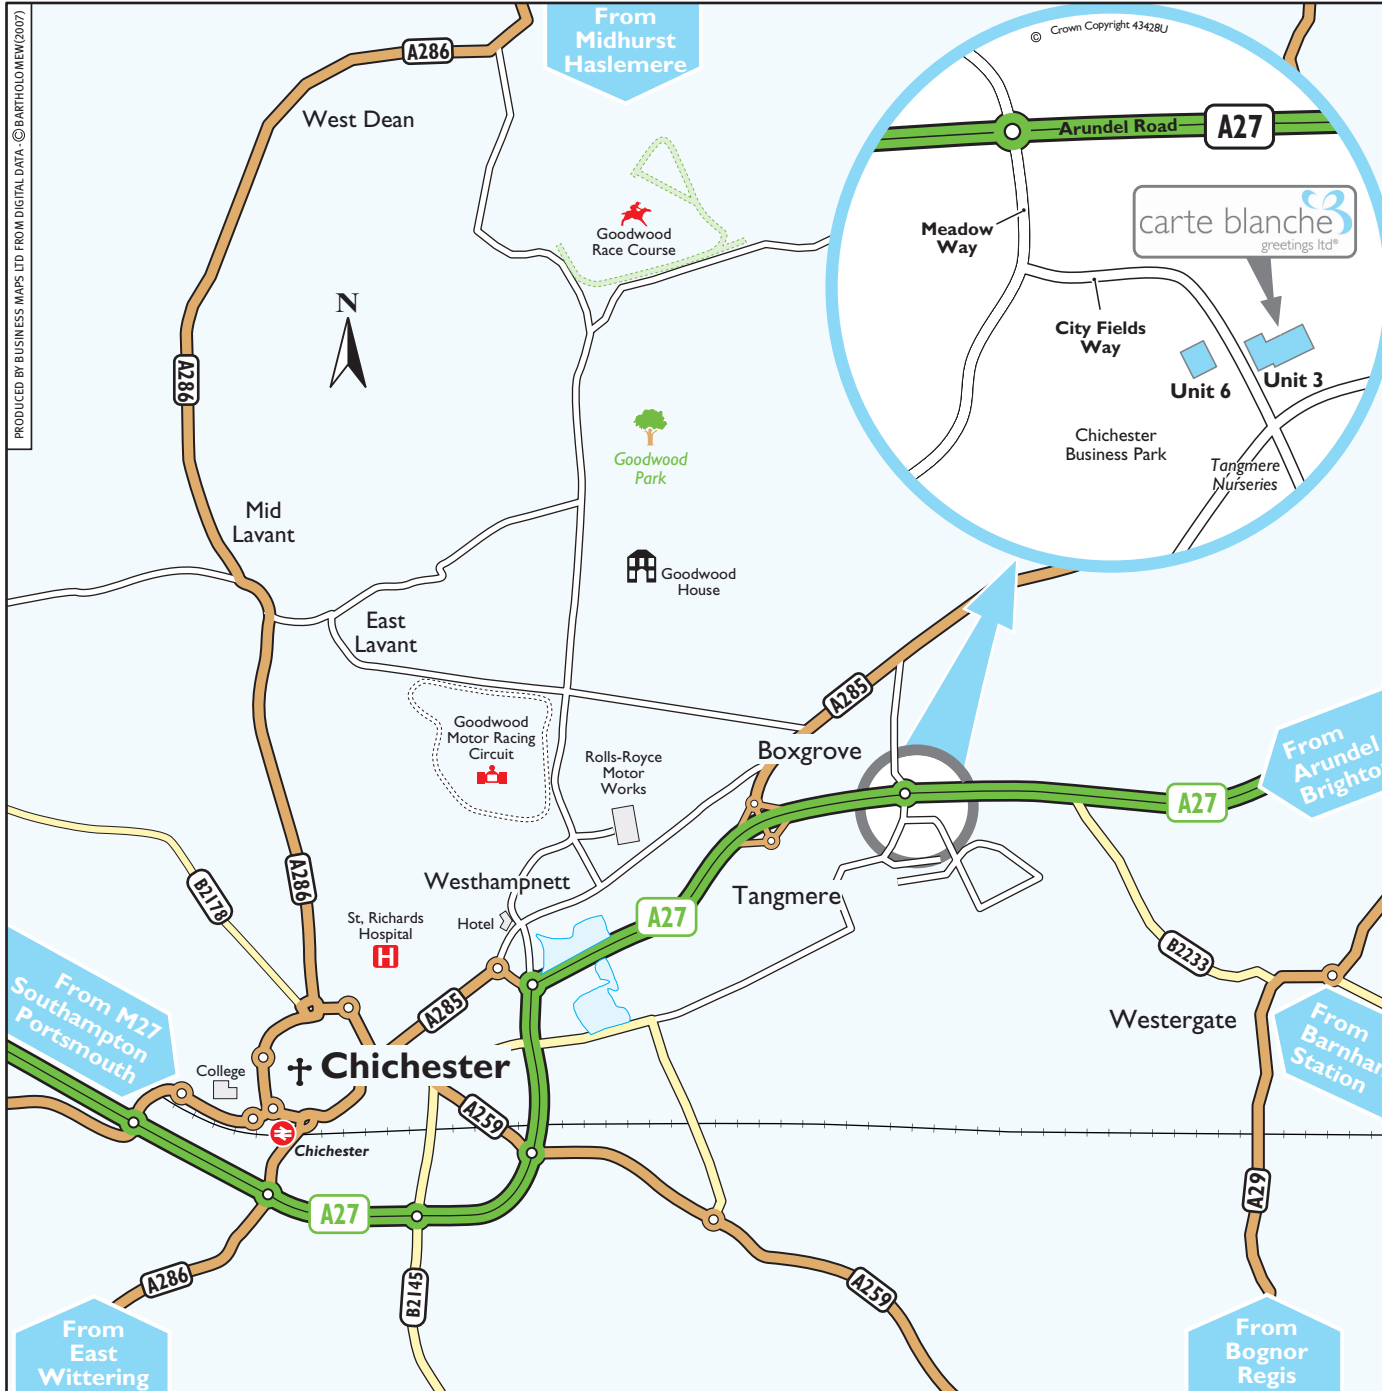 PRODUCED BY BUSINESS MAPS LTD FROM DIGITAL DATA - © BARTHOLOMEW(2007)
From
Midhurst
Haslemere
© Crown Copyright 43428U
A286
West Dean
Arundel Road
A27
carte blanche
greetings ltd®
Meadow
Way
City Fields
Way
Unit 6
Unit 3
Chichester
Business Park
Tangmere
Nurseries
Goodwood
Race Course
N
A286
Goodwood
Park
Mid
Lavant
Goodwood
House
East
Lavant
A285
Goodwood
Motor Racing
Circuit
Rolls-Royce
Motor
Works
Boxgrove
From
Arundel
Brighton
A27
A286
B2178
Westhampnett
Tangmere
Hotel
A27
St, Richards
Hospital
H
B2233
From M27
Southampton
Portsmouth
A285
Westergate
From
Barnham
Station
College
Chichester
A259
Chichester
A27
A29
A286
B2145
A259
From
East
Wittering
From
Bognor
Regis